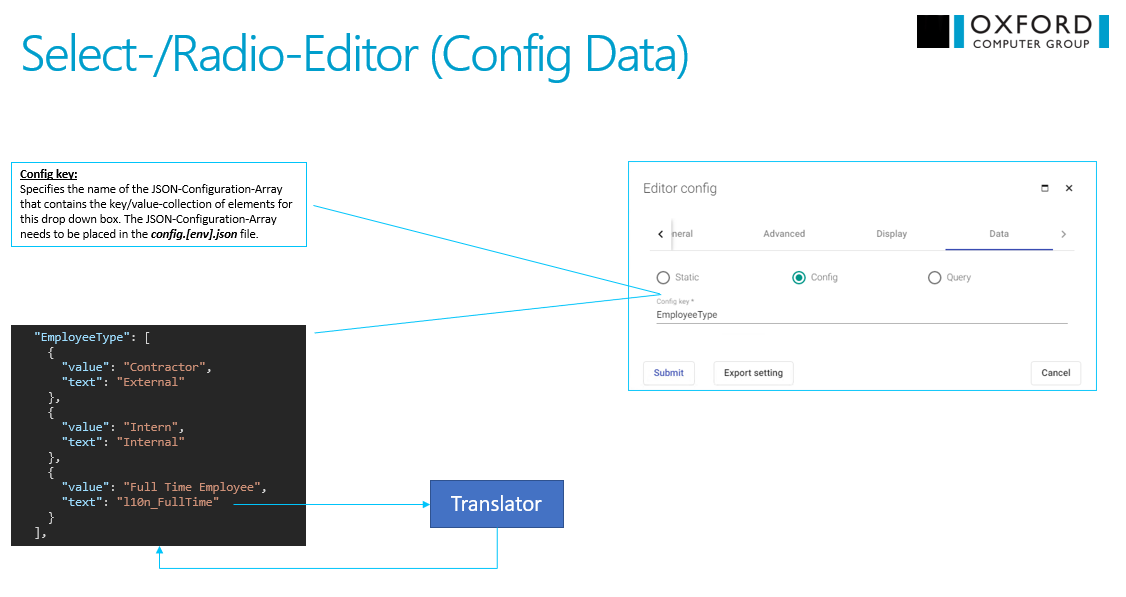 Select-/Radio-Editor (Config Data)
OXFORD
COMPUTER GROUP
Config key:
Specifies the name of the JSON-Configuration-Array
that contains the key/value-collection of elements for
this drop down box. The JSON-Configuration-Array
needs to be placed in the config.[env].json file.
Editor config
neral Advanced Display Data
Static Config Query
Config key *
EmployeeType
Submit Export setting Cancel
"EmployeeType": [
{
"value": "Contractor",
"text": "External"
},
{
"value": "Intern",
"text": "Internal"
},
{
"value": "Full Time Employee",
"text": "l10n_FullTime"
}
],
Translator